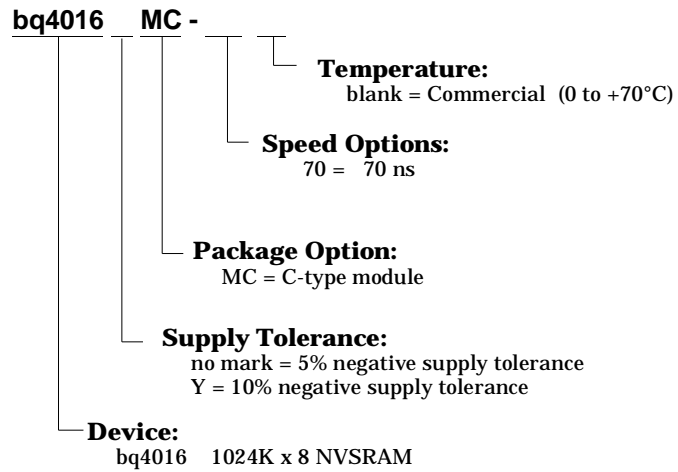 bq4016 _ MC - __ _
Temperature:
blank = Commercial (0 to +70°C)
Speed Options:
70 = 70 ns
Package Option:
MC = C-type module
Supply Tolerance:
no mark = 5% negative supply tolerance
Y = 10% negative supply tolerance
Device:
bq4016 1024K x 8 NVSRAM